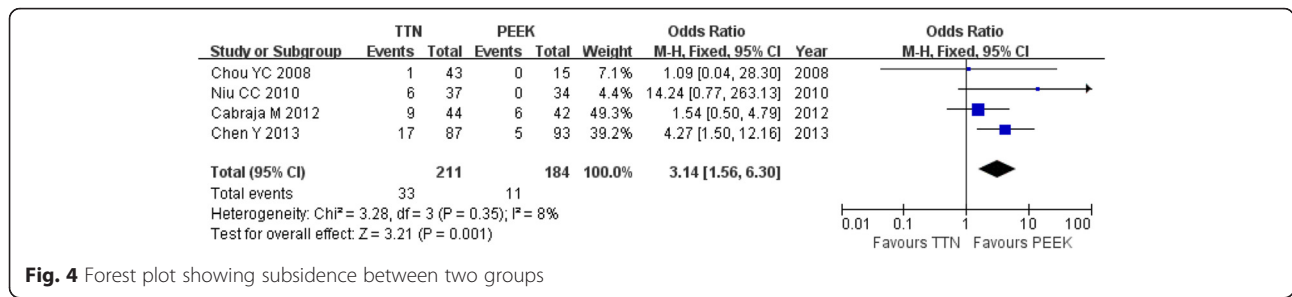 TTN PEEK Odds Ratio Odds Ratio
Study or Subgroup Events Total Events Total Weight M-H, Fixed, 95% CI Year M-H, Fixed, 95% CI
Chou YC 2008 1 43 0 15 7.1% 1.09 [0.04, 28.30] 2008
Niu CC 2010 6 37 0 34 4.4% 14.24 [0.77, 263.13] 2010
Cabraja M 2012 9 44 6 42 49.3% 1.54 [0.50, 4.79] 2012
Chen Y 2013 17 87 5 93 39.2% 4.27 [1.50, 12.16] 2013
Total (95% CI) 211 184 100.0% 3.14 [1.56, 6.30]
Total events 33 11
Heterogeneity: Chi² = 3.28, df = 3 (P = 0.35); I² = 8%
Test for overall effect: Z = 3.21 (P = 0.001)
0.01 0.1 1 10 100
Favours TTN Favours PEEK
Fig. 4 Forest plot showing subsidence between two groups